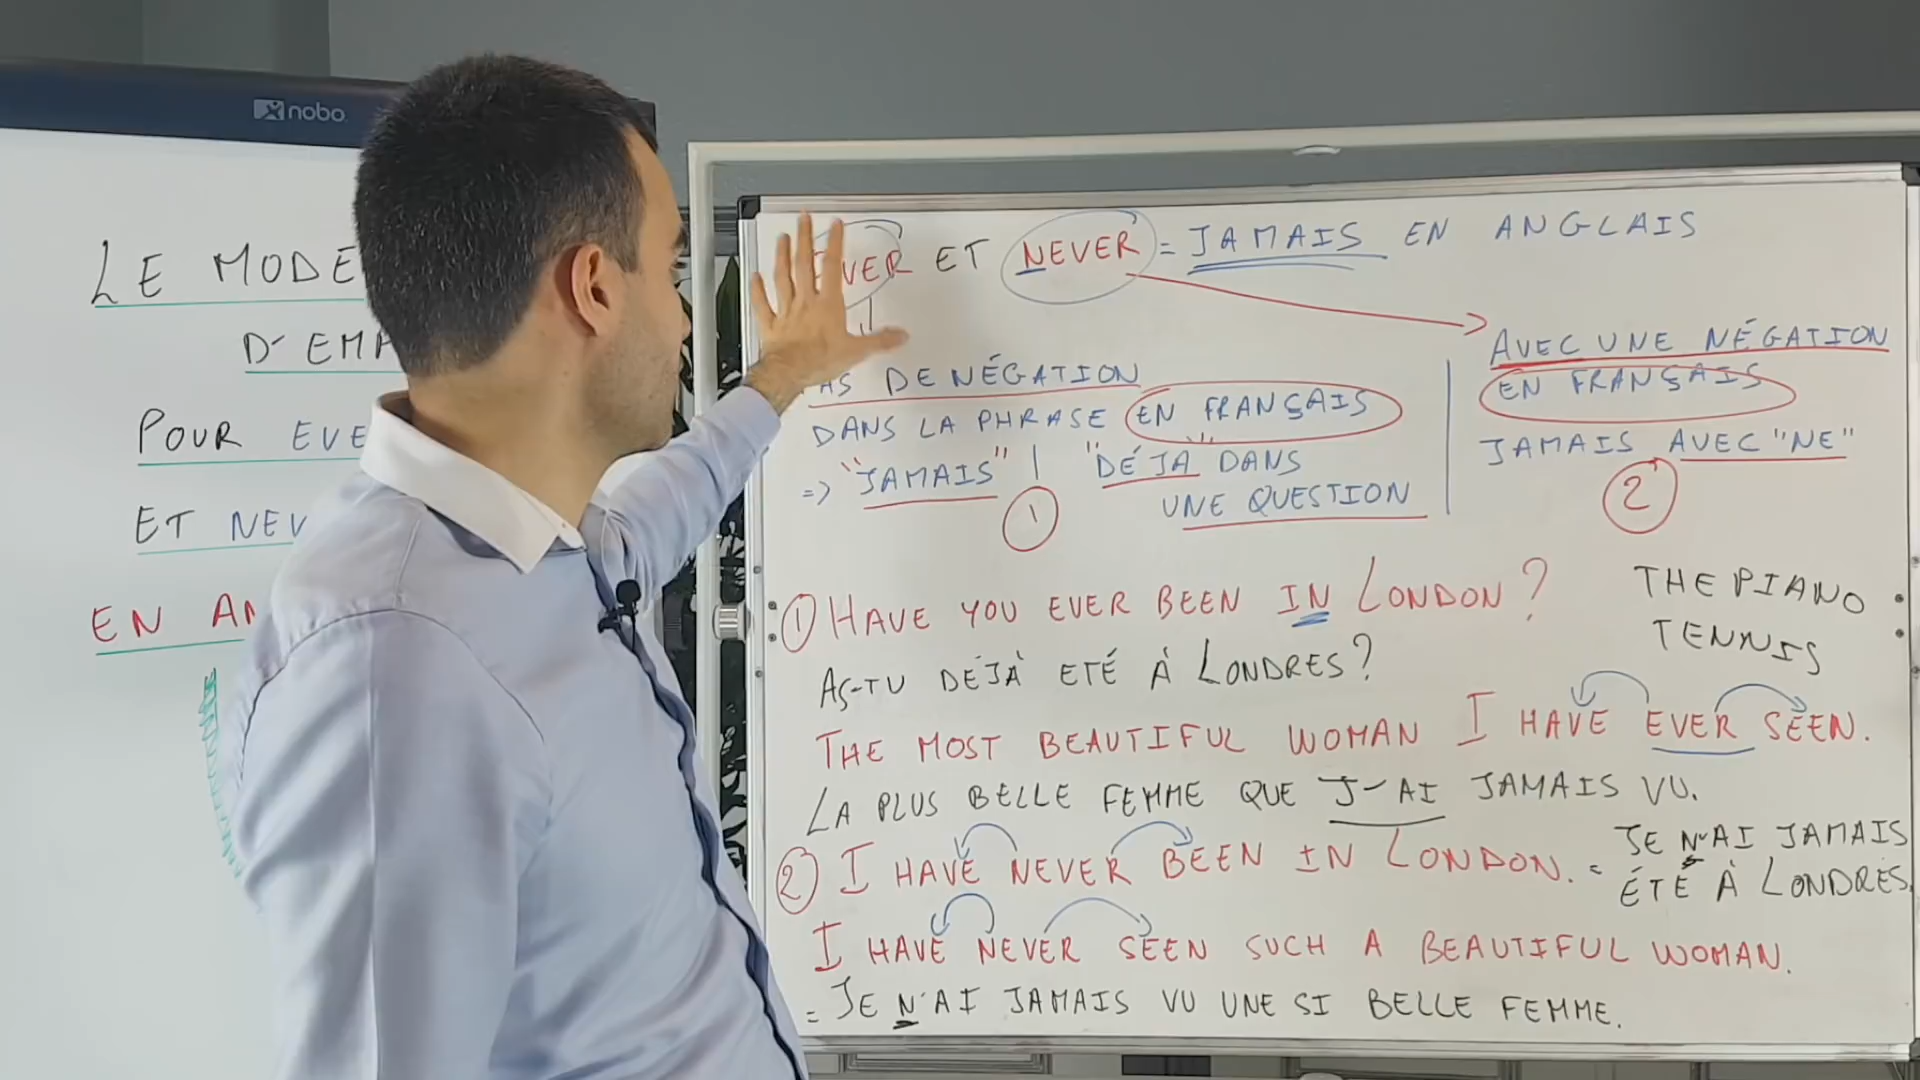 nobo
LE MODE
D'EMP
POUR EVE
ET NEV
EN AN
EVER ET NEVER = JAMAIS EN ANGLAIS
PAS DE NÉGATION
DANS LA PHRASE EN FRANÇAIS
=> "JAMAIS" | "DÉJA" DANS
UNE QUESTION
1
AVEC UNE NÉGATION
EN FRANÇAIS
JAMAIS AVEC "NE"
2
1 HAVE YOU EVER BEEN IN LONDON?
AS-TU DÉJÀ ETÉ À LONDRES?
THE PIANO
TENNIS
THE MOST BEAUTIFUL WOMAN I HAVE EVER SEEN.
LA PLUS BELLE FEMME QUE J'AI JAMAIS VU.
2 I HAVE NEVER BEEN IN LONDON. = JE N'AI JAMAIS
ÉTÉ À LONDRES.
I HAVE NEVER SEEN SUCH A BEAUTIFUL WOMAN.
= JE N'AI JAMAIS VU UNE SI BELLE FEMME.